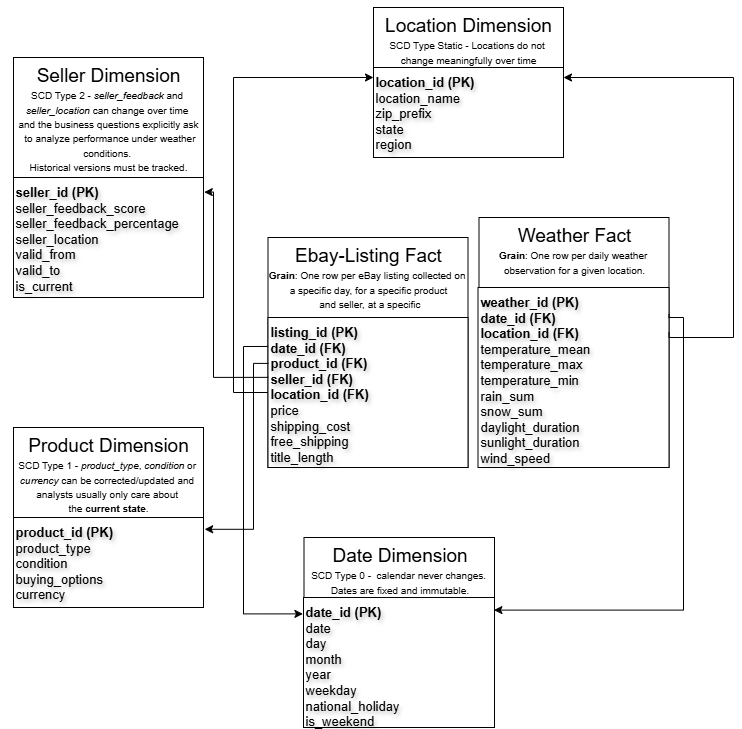 Location Dimension
SCD Type Static - Locations do not
change meaningfully over time
location_id (PK)
location_name
zip_prefix
state
region
Seller Dimension
SCD Type 2 - seller_feedback and
seller_location can change over time
and the business questions explicitly ask
to analyze performance under weather
conditions.
Historical versions must be tracked.
seller_id (PK)
seller_feedback_score
seller_feedback_percentage
seller_location
valid_from
valid_to
is_current
Ebay-Listing Fact
Grain: One row per eBay listing collected on
a specific day, for a specific product
and seller, at a specific
listing_id (PK)
date_id (FK)
product_id (FK)
seller_id (FK)
location_id (FK)
price
shipping_cost
free_shipping
title_length
Weather Fact
Grain: One row per daily weather
observation for a given location.
weather_id (PK)
date_id (FK)
location_id (FK)
temperature_mean
temperature_max
temperature_min
rain_sum
snow_sum
daylight_duration
sunlight_duration
wind_speed
Product Dimension
SCD Type 1 - product_type, condition or
currency can be corrected/updated and
analysts usually only care about
the current state.
product_id (PK)
product_type
condition
buying_options
currency
Date Dimension
SCD Type 0 - calendar never changes.
Dates are fixed and immutable.
date_id (PK)
date
day
month
year
weekday
national_holiday
is_weekend